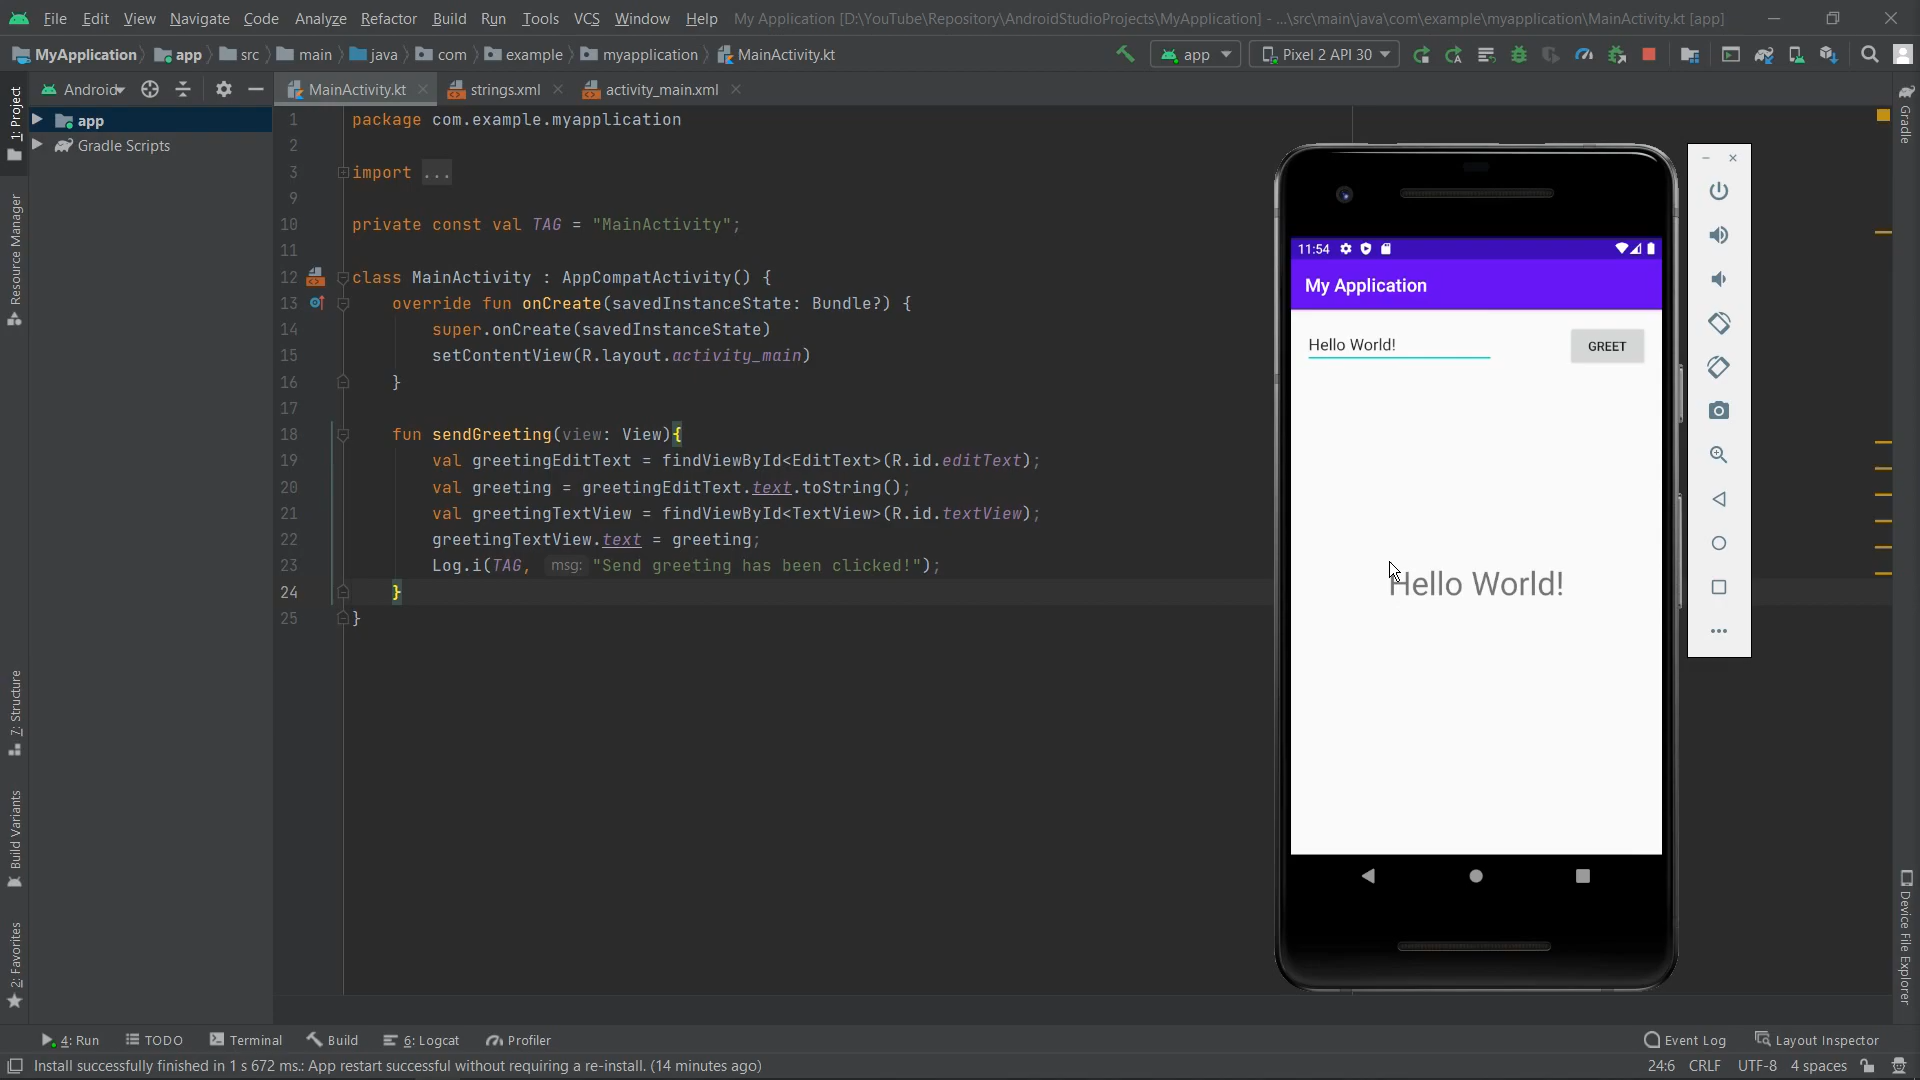 File Edit View Navigate Code Analyze Refactor Build Run Tools VCS Window Help My Application [D:\YouTube\Repository\AndroidStudioProjects\MyApplication] - ...\src\main\java\com\example\myapplication\MainActivity.kt [app]
MyApplication app src main java com example myapplication MainActivity.kt app Pixel 2 API 30
Android MainActivity.kt strings.xml activity_main.xml
app
Gradle Scripts
1: Project
Resource Manager
7: Structure
Build Variants
2: Favorites
1 package com.example.myapplication
2
3 import ...
9
10 private const val TAG = "MainActivity";
11
12 class MainActivity : AppCompatActivity() {
13 override fun onCreate(savedInstanceState: Bundle?) {
14 super.onCreate(savedInstanceState)
15 setContentView(R.layout.activity_main)
16 }
17
18 fun sendGreeting(view: View){
19 val greetingEditText = findViewById<EditText>(R.id.editText);
20 val greeting = greetingEditText.text.toString();
21 val greetingTextView = findViewById<TextView>(R.id.textView);
22 greetingTextView.text = greeting;
23 Log.i(TAG, msg: "Send greeting has been clicked!");
24 }
25 }
11:54
My Application
Hello World! GREET
Hello World!
Gradle
Device File Explorer
4: Run TODO Terminal Build 6: Logcat Profiler Event Log Layout Inspector
Install successfully finished in 1 s 672 ms.: App restart successful without requiring a re-install. (14 minutes ago) 24:6 CRLF UTF-8 4 spaces